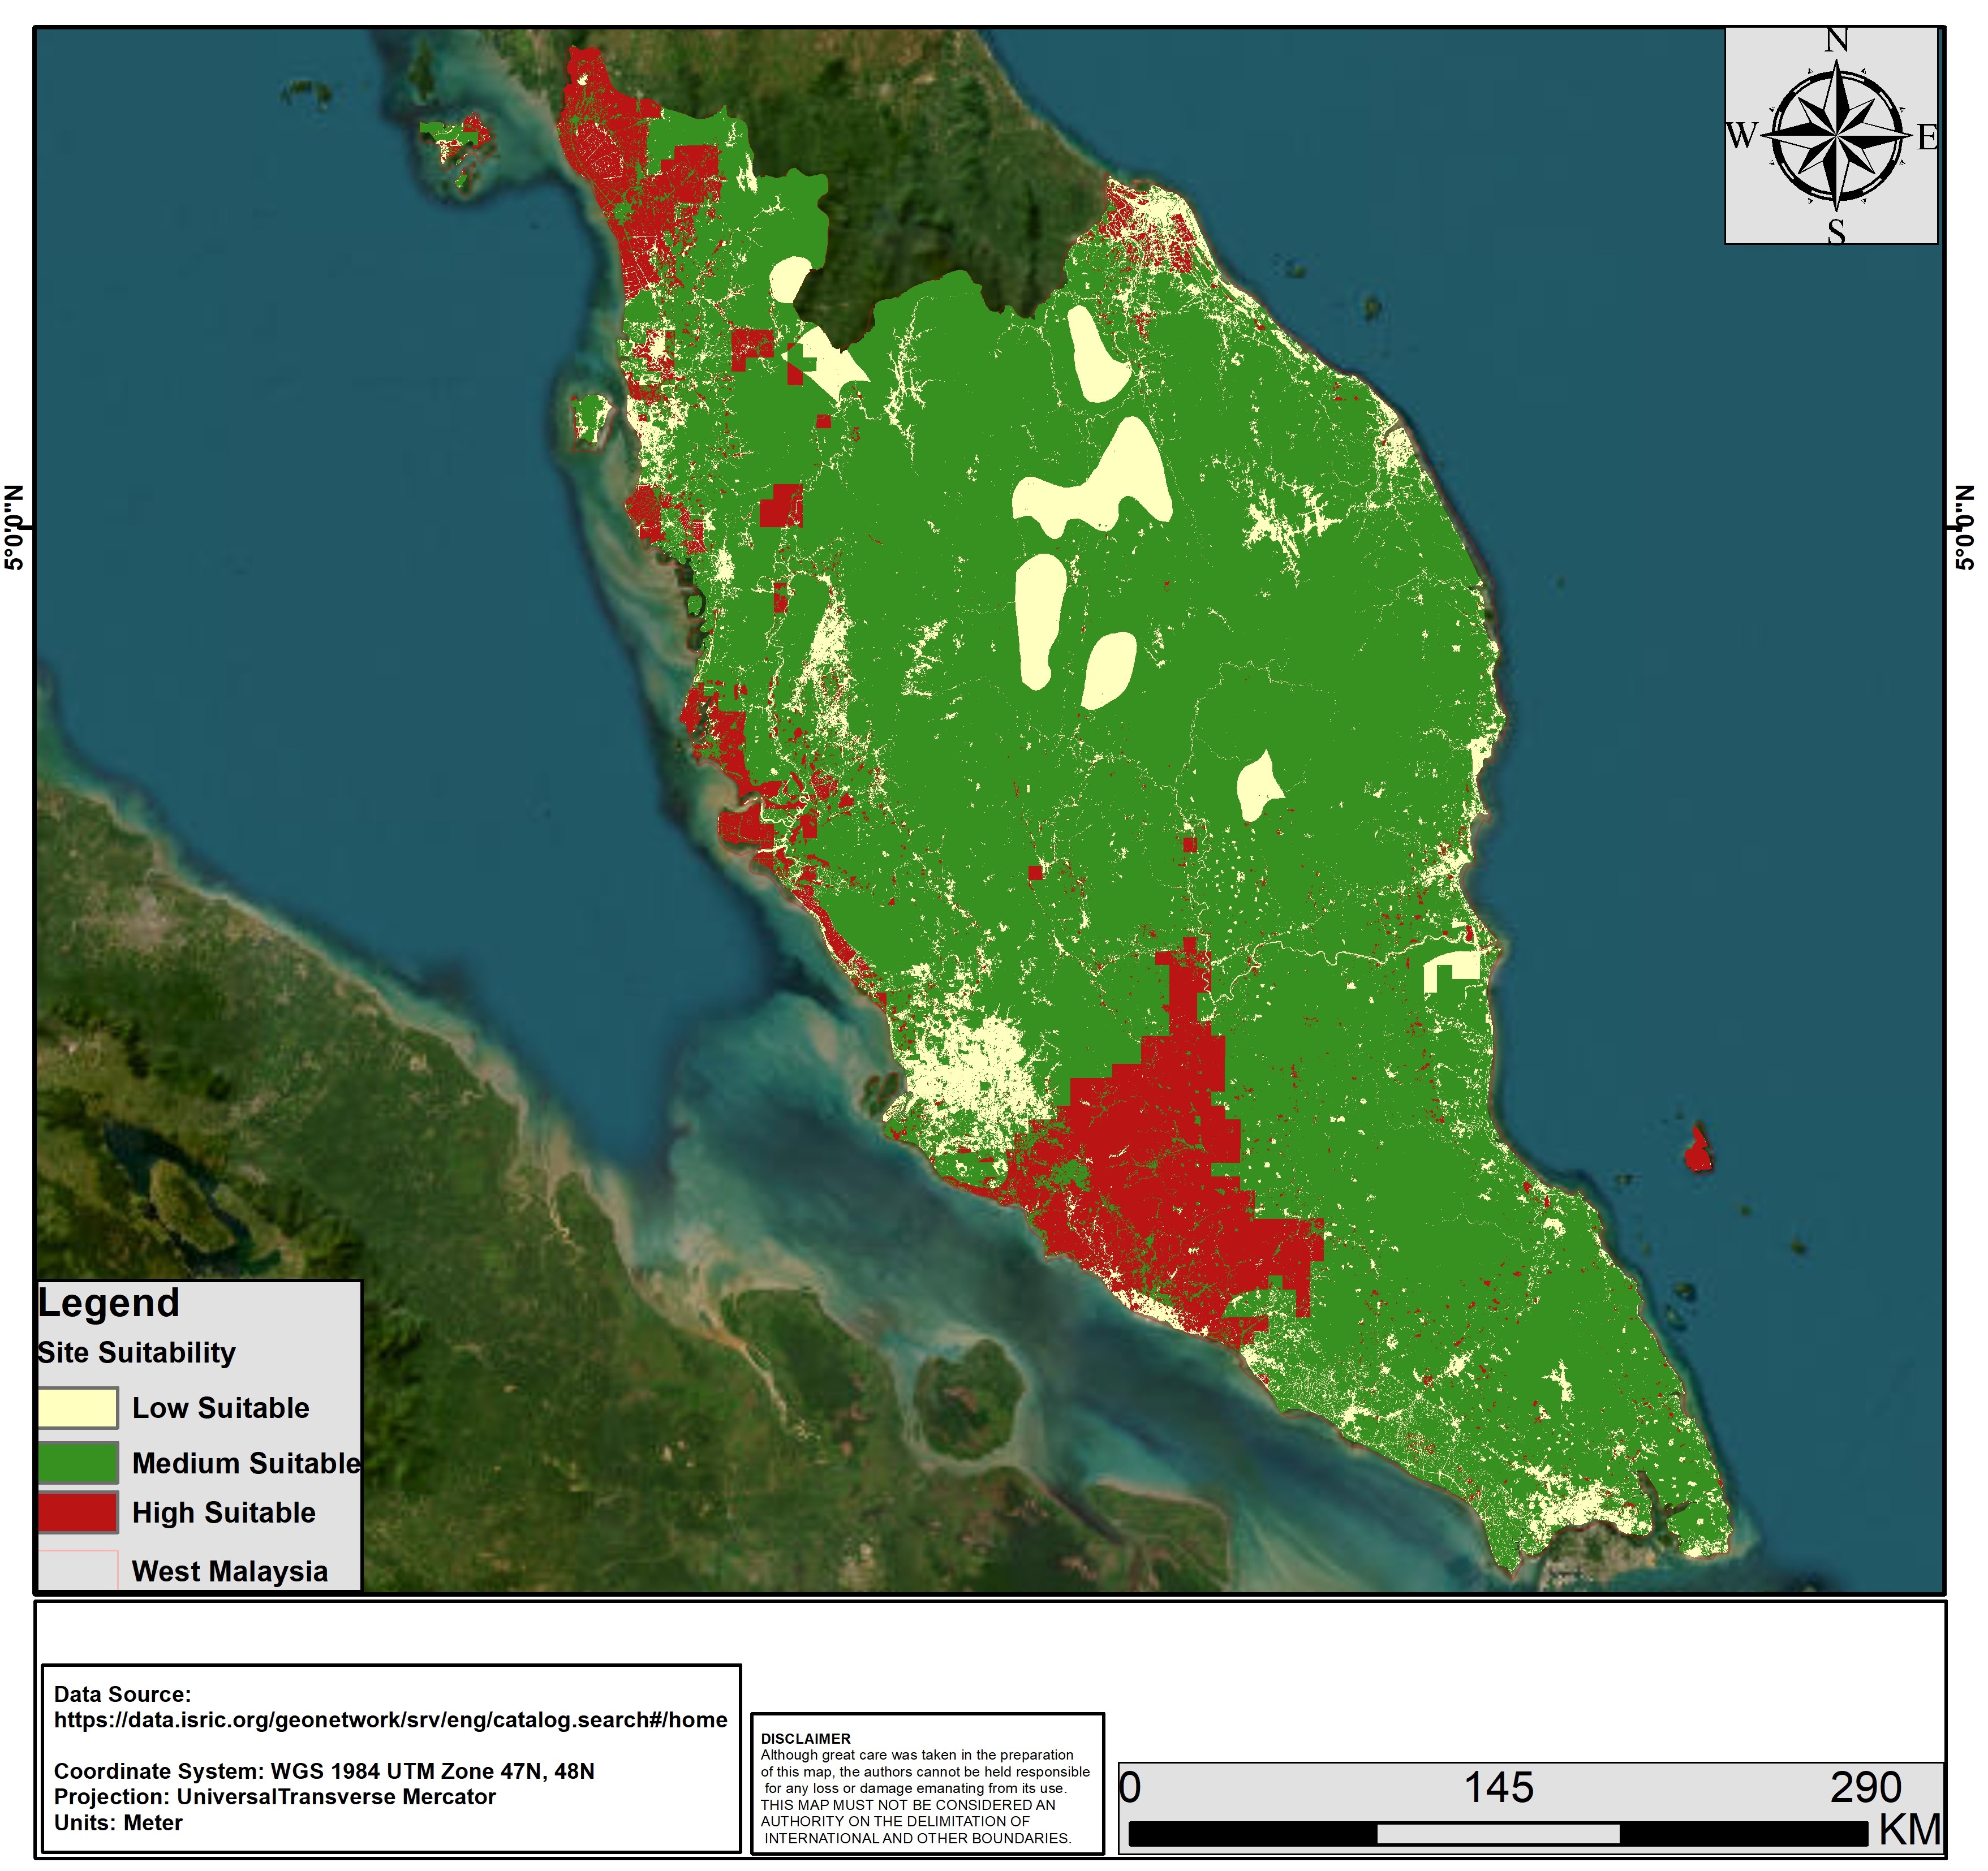 N
W
E
S
5°0'0"N
5°0'0"N
Legend
Site Suitability
Low Suitable
Medium Suitable
High Suitable
West Malaysia
Data Source:
https://data.isric.org/geonetwork/srv/eng/catalog.search#/home
Coordinate System: WGS 1984 UTM Zone 47N, 48N
Projection: UniversalTransverse Mercator
Units: Meter
DISCLAIMER
Although great care was taken in the preparation
of this map, the authors cannot be held responsible
for any loss or damage emanating from its use.
THIS MAP MUST NOT BE CONSIDERED AN
AUTHORITY ON THE DELIMITATION OF
INTERNATIONAL AND OTHER BOUNDARIES.
0 145 290
KM